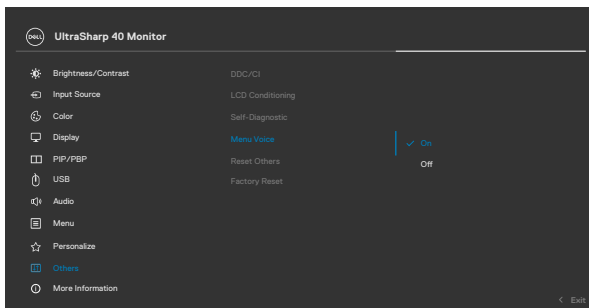 DELL UltraSharp 40 Monitor
Brightness/Contrast DDC/CI
Input Source LCD Conditioning
Color Self-Diagnostic
Display Menu Voice On
PIP/PBP Reset Others Off
USB Factory Reset
Audio
Menu
Personalize
Others
More Information
< Exit